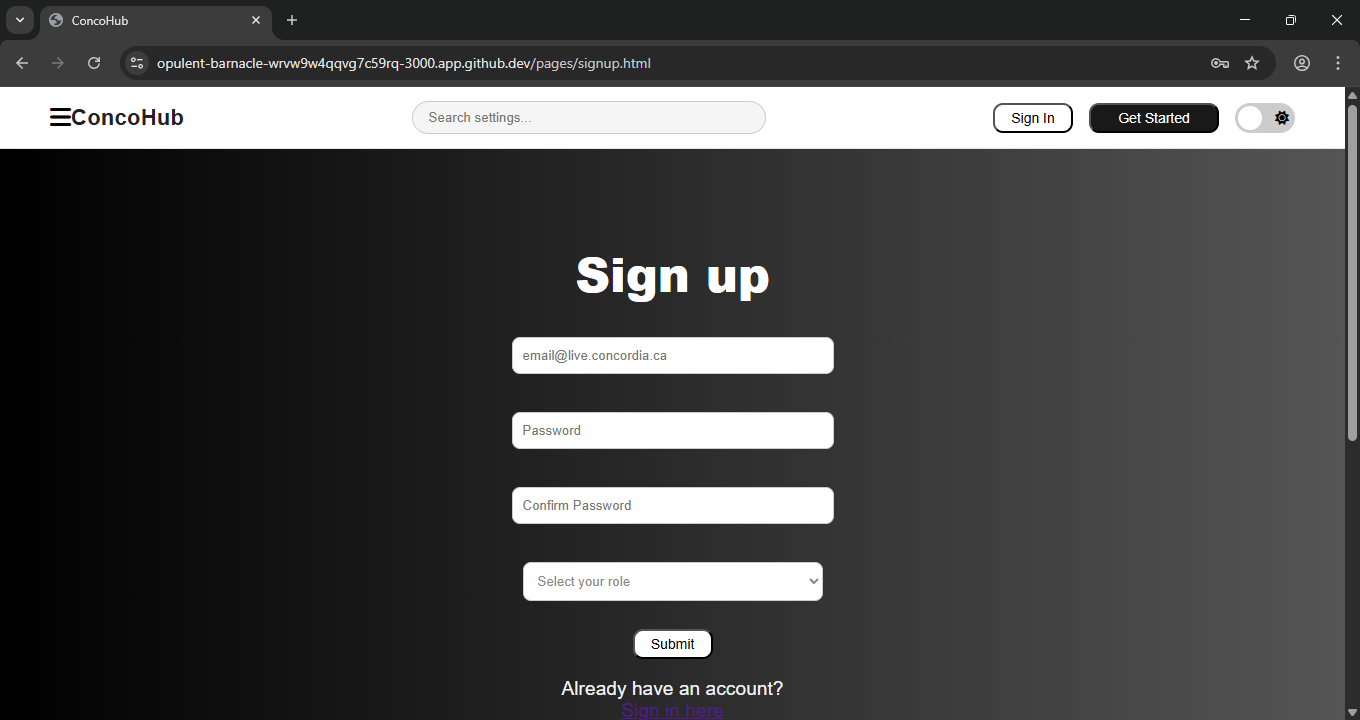 ConcoHub
opulent-barnacle-wrvw9w4qqvg7c59rq-3000.app.github.dev/pages/signup.html
ConcoHub
Search settings...
Sign In
Get Started
Sign up
email@live.concordia.ca
Password
Confirm Password
Select your role
Submit
Already have an account?
Sign in here